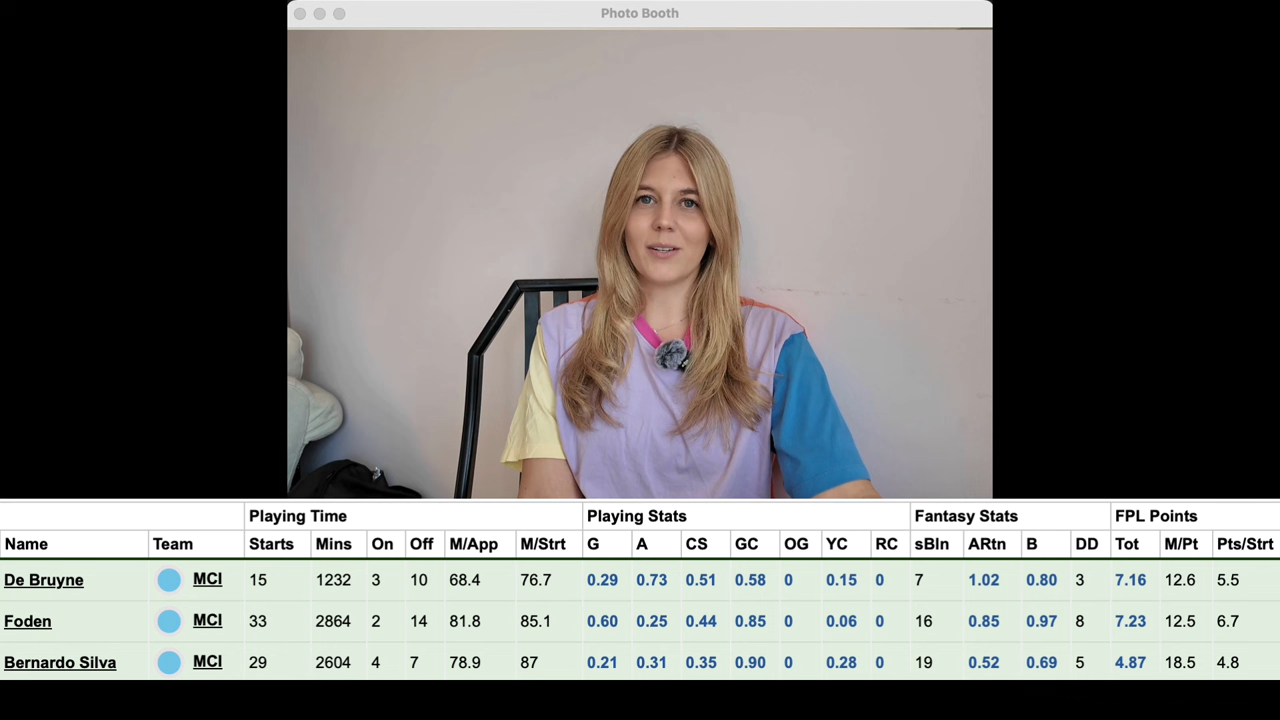 Photo Booth
Playing Time Playing Stats Fantasy Stats FPL Points
Name Team Starts Mins On Off M/App M/Strt G A CS GC OG YC RC sBln ARtn B DD Tot M/Pt Pts/Strt
De Bruyne MCI 15 1232 3 10 68.4 76.7 0.29 0.73 0.51 0.58 0 0.15 0 7 1.02 0.80 3 7.16 12.6 5.5
Foden MCI 33 2864 2 14 81.8 85.1 0.60 0.25 0.44 0.85 0 0.06 0 16 0.85 0.97 8 7.23 12.5 6.7
Bernardo Silva MCI 29 2604 4 7 78.9 87 0.21 0.31 0.35 0.90 0 0.28 0 19 0.52 0.69 5 4.87 18.5 4.8